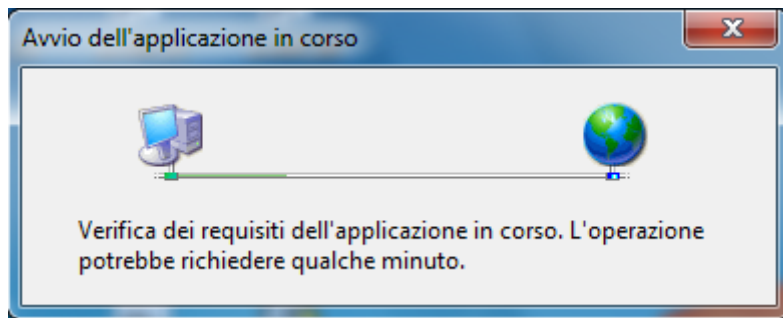 Avvio dell'applicazione in corso
Verifica dei requisiti dell'applicazione in corso. L'operazione
potrebbe richiedere qualche minuto.